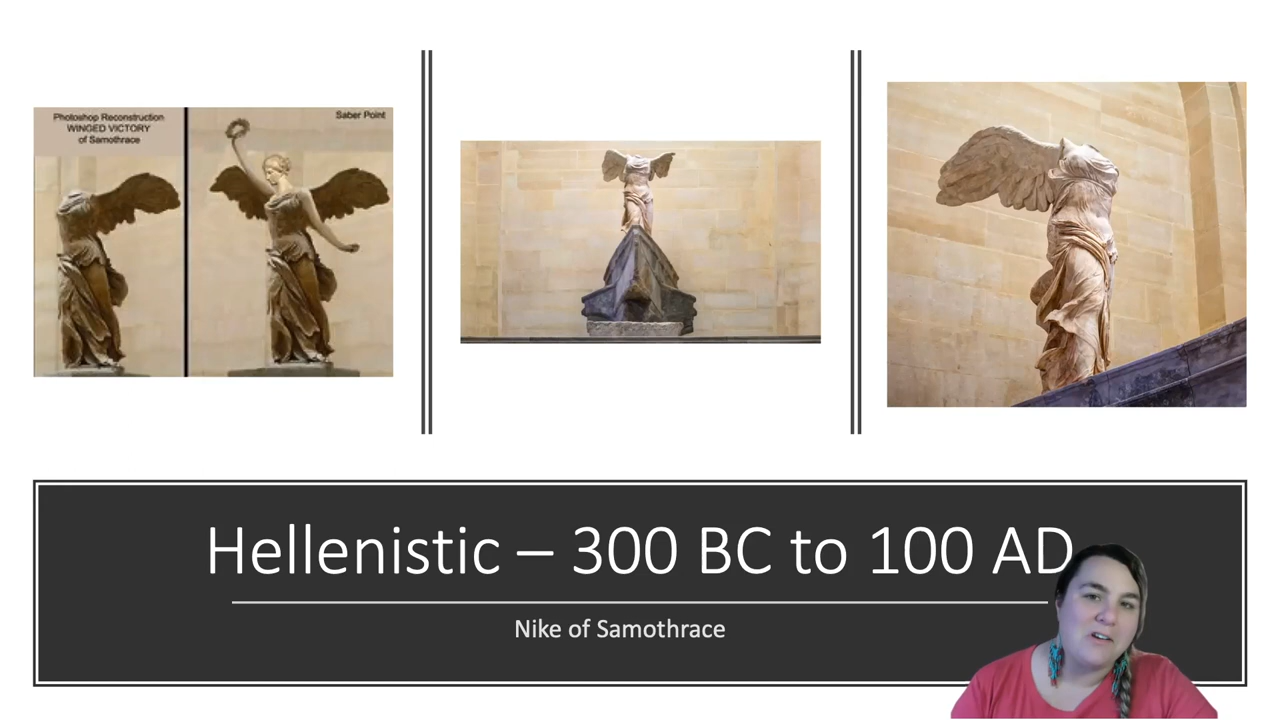 Photoshop Reconstruction
WINGED VICTORY
of Samothrace
Saber Point
Hellenistic – 300 BC to 100 AD
Nike of Samothrace